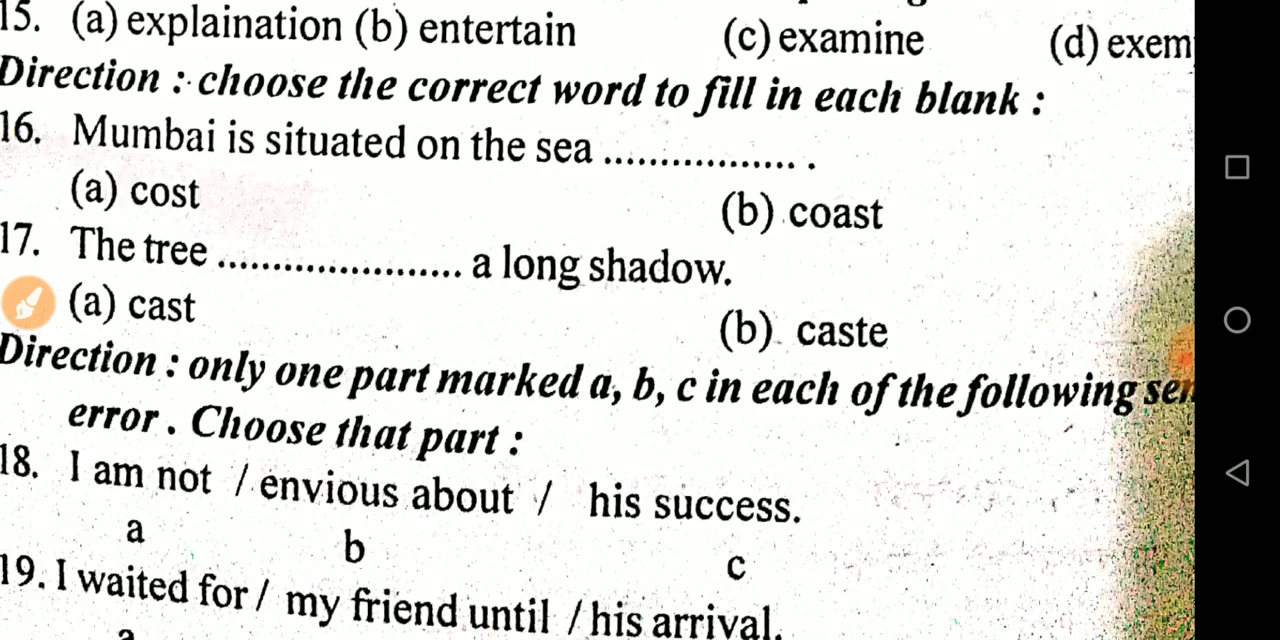 15. (a) explaination (b) entertain (c) examine (d) exem
Direction : choose the correct word to fill in each blank :
16. Mumbai is situated on the sea ................. .
(a) cost (b) coast
17. The tree ...................... a long shadow.
(a) cast (b) caste
Direction : only one part marked a, b, c in each of the following
error . Choose that part :
18. I am not / envious about / his success.
a b c
19. I waited for / my friend until / his arrival.
a